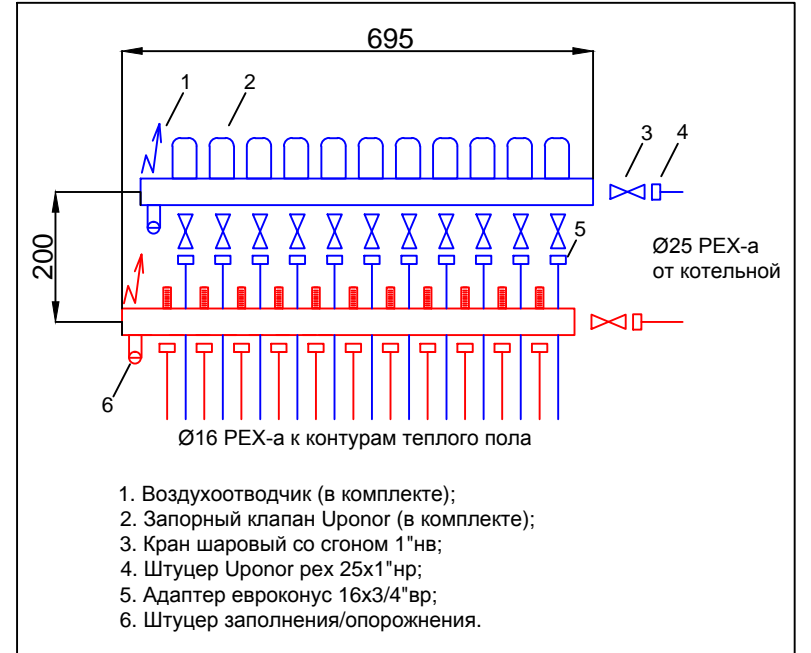 695
1
2
3
4
200
5
Ø25 PEX-a
от котельной
6
Ø16 PEX-a к контурам теплого пола
1. Воздухоотводчик (в комплекте);
2. Запорный клапан Uponor (в комплекте);
3. Кран шаровый со сгоном 1"нв;
4. Штуцер Uponor pex 25x1"нр;
5. Адаптер евроконус 16x3/4"вр;
6. Штуцер заполнения/опорожнения.